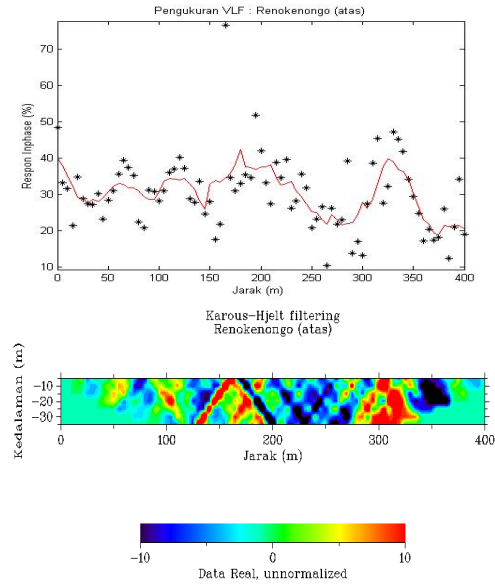 Pengukuran VLF : Renokenongo (atas)
Respon Inphase (%)
70
60
50
40
30
20
10
0 50 100 150 200 250 300 350 400
Jarak (m)
Karous-Hjelt filtering
Renokenongo (atas)
Kedalaman (m)
-10
-20
-30
0 100 200 300 400
Jarak (m)
-10 0 10
Data Real, unnormalized